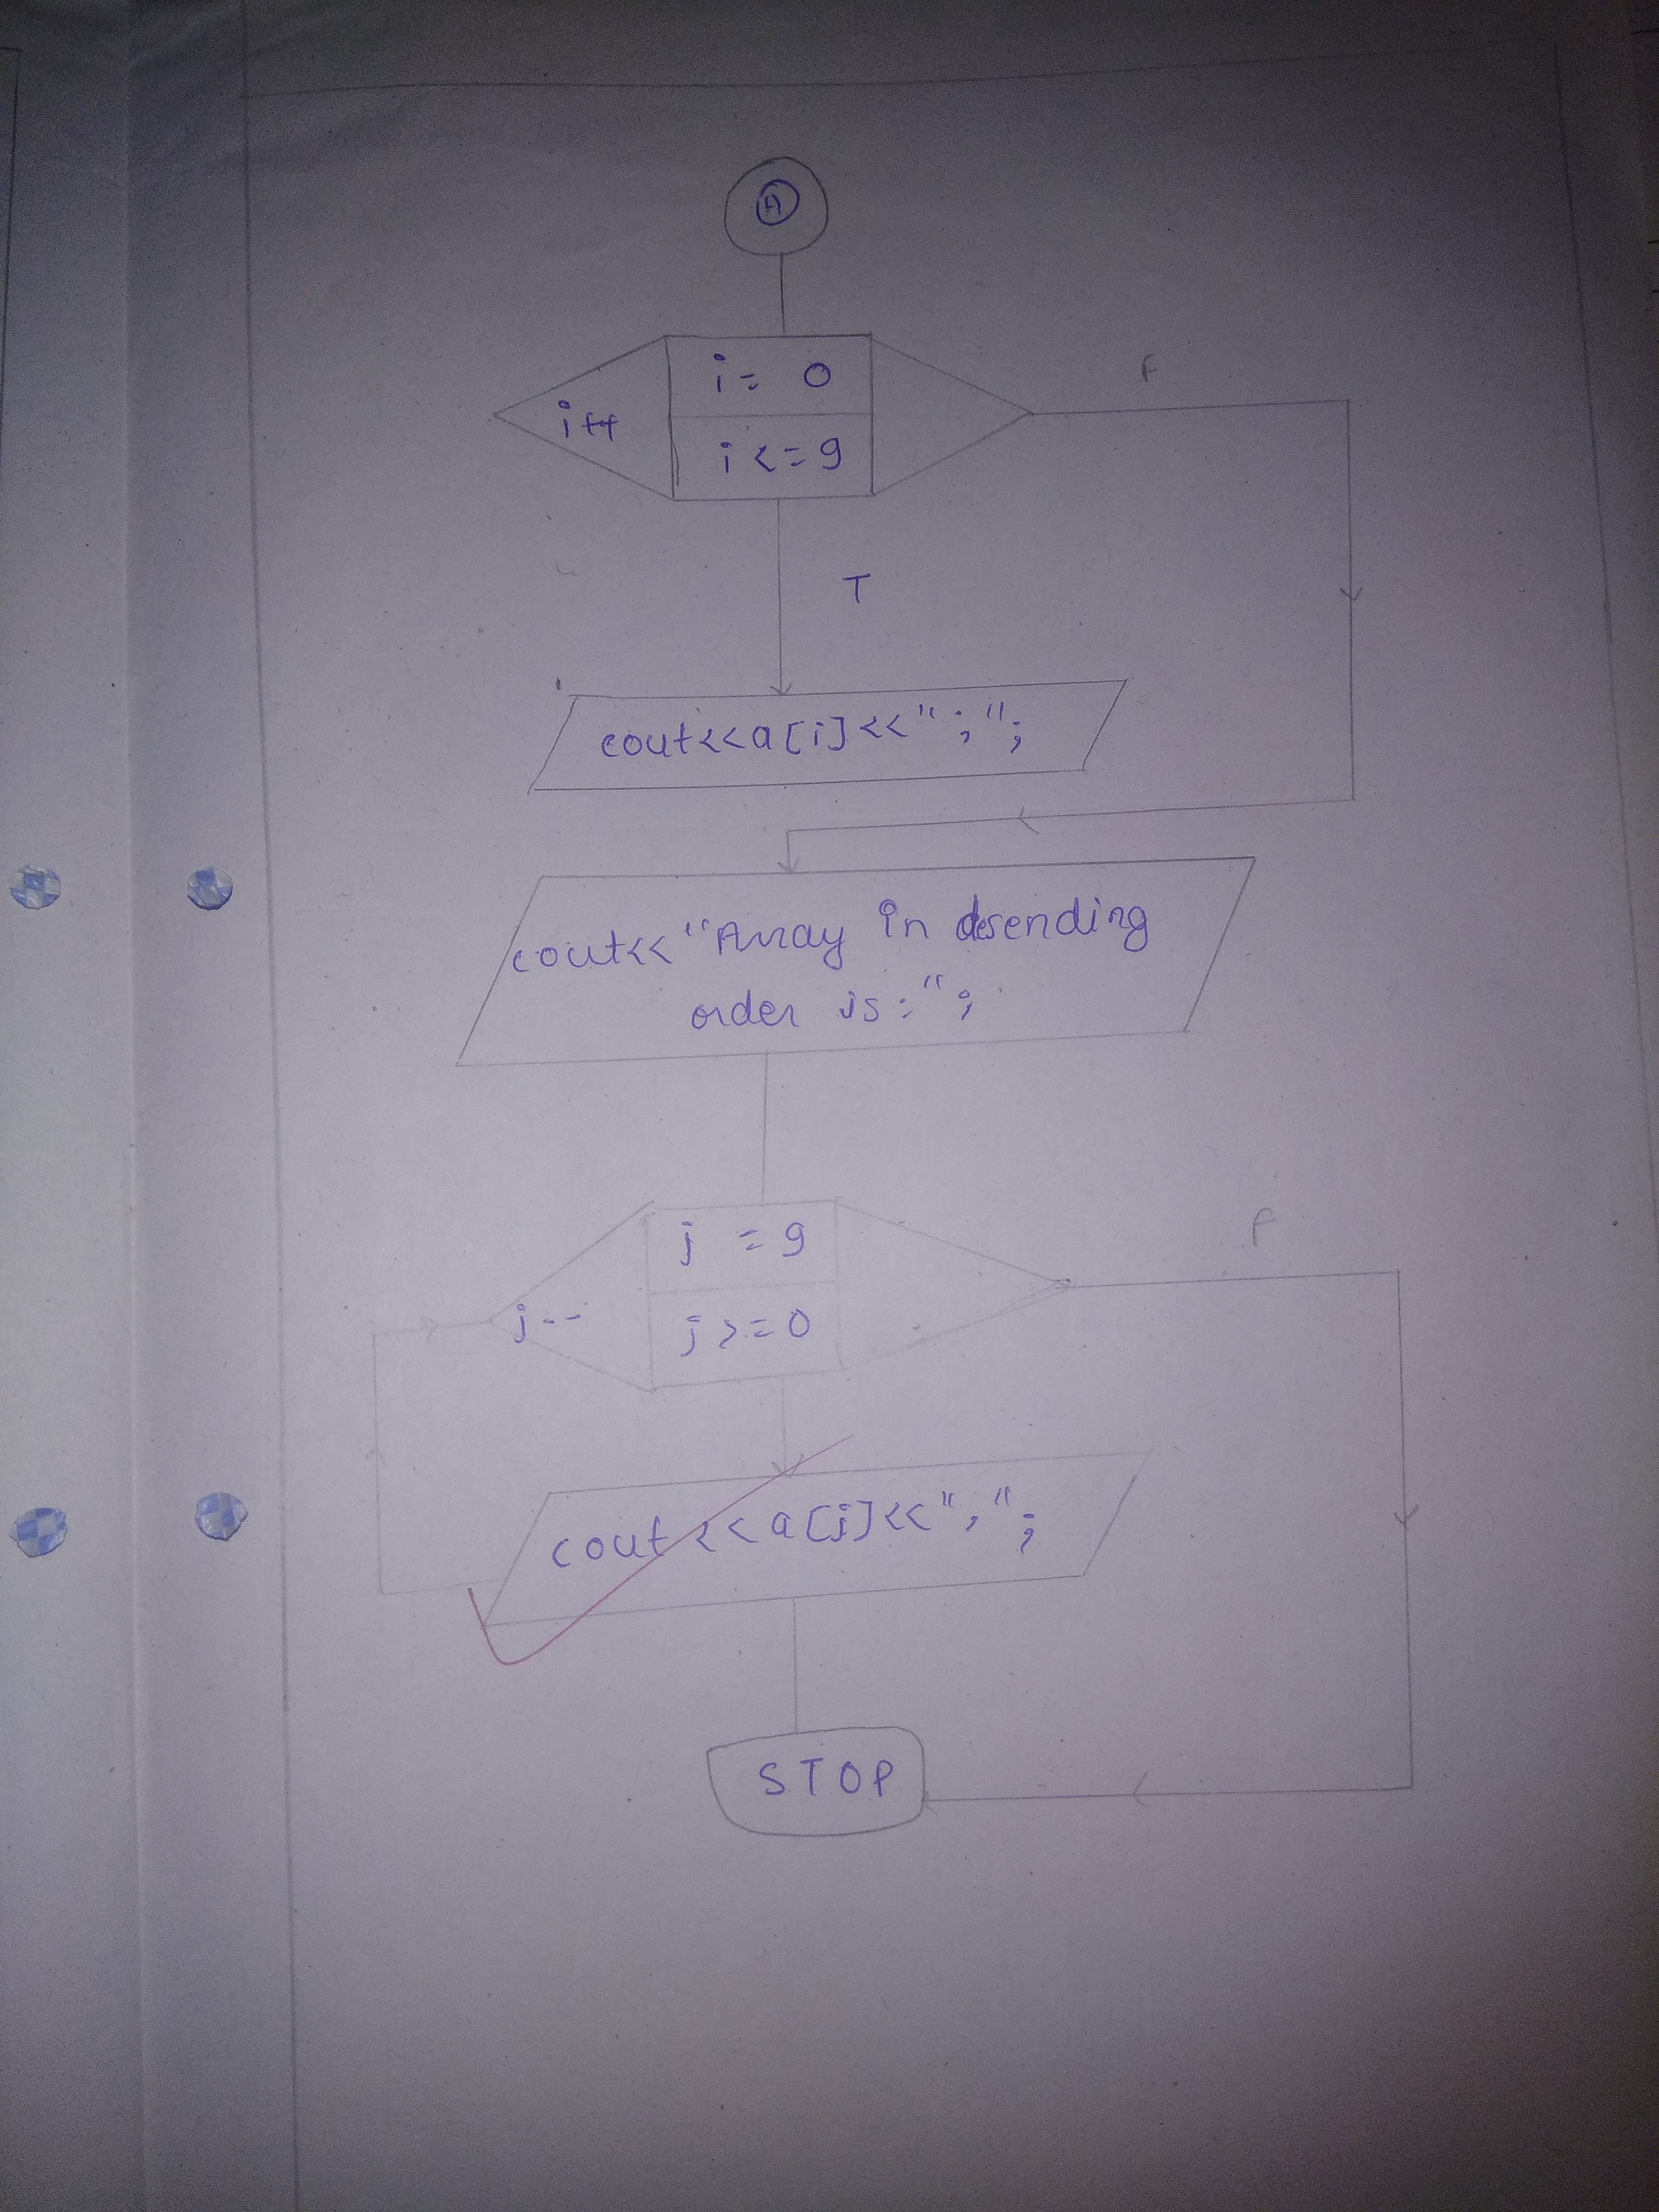 A
i = 0
i++
i <= 9
F
T
cout<<a[i]<<" ; ";
cout<<"Array in desending
order is:";
j = 9
j--
j >= 0
F
cout<<a[j]<<" , ";
STOP